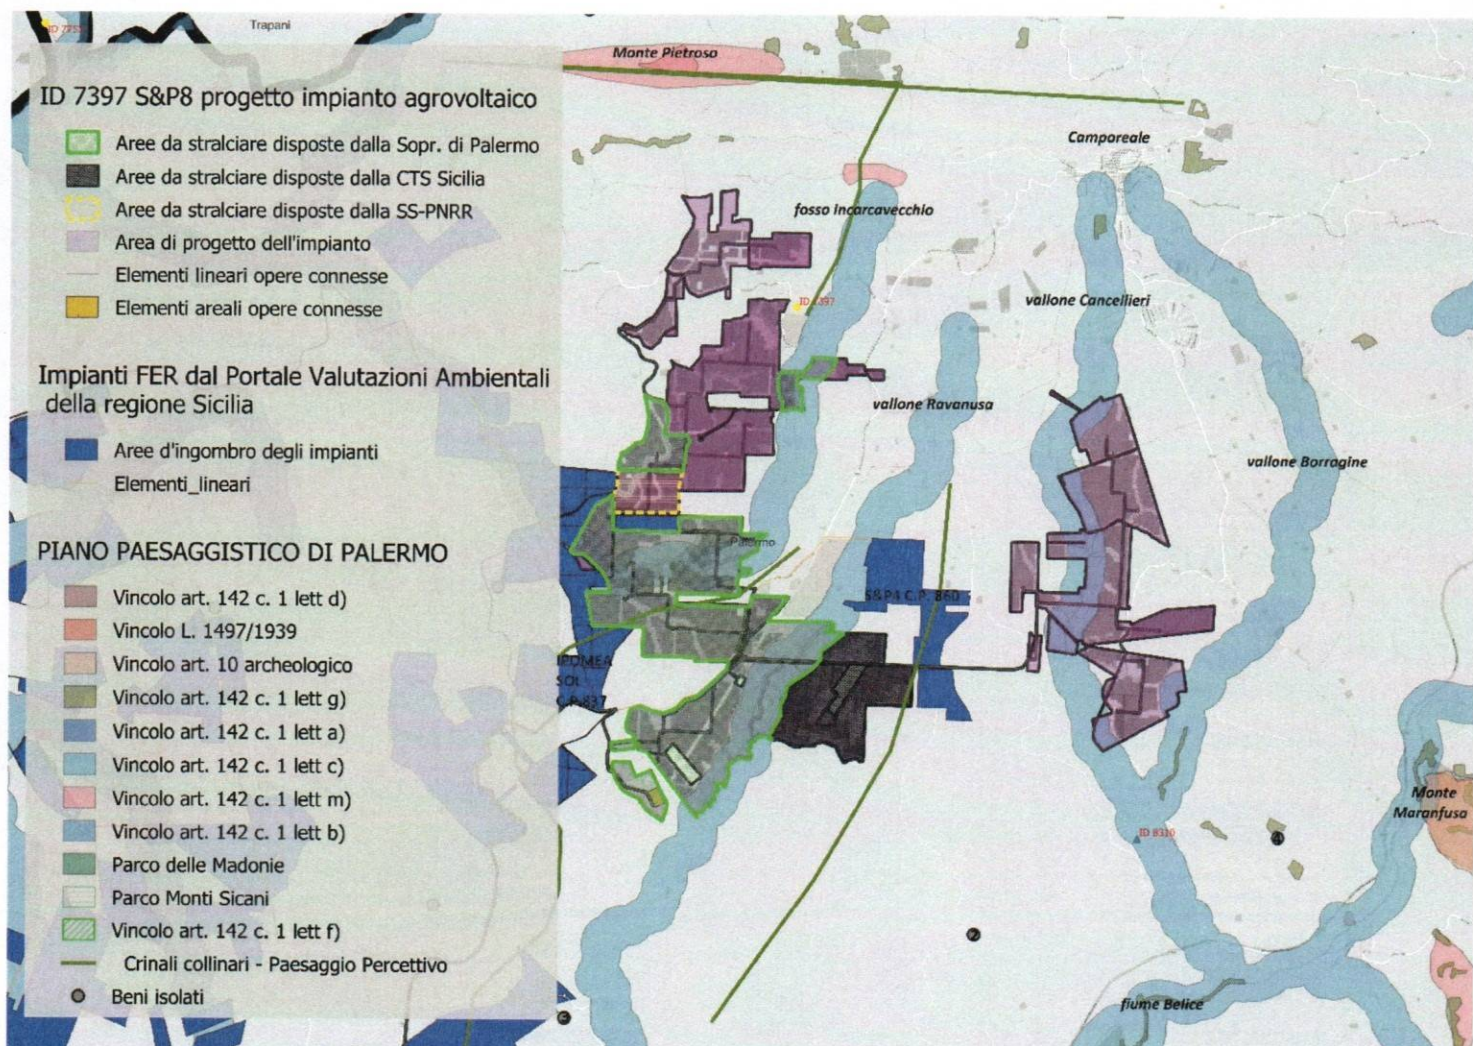 Trapani
ID 7397 S&P8 progetto impianto agrovoltaico
Aree da stralciare disposte dalla Sopr. di Palermo
Aree da stralciare disposte dalla CTS Sicilia
Aree da stralciare disposte dalla SS-PNRR
Area di progetto dell'impianto
Elementi lineari opere connesse
Elementi areali opere connesse
Impianti FER dal Portale Valutazioni Ambientali
della regione Sicilia
Aree d'ingombro degli impianti
Elementi_lineari
PIANO PAESAGGISTICO DI PALERMO
Vincolo art. 142 c. 1 lett d)
Vincolo L. 1497/1939
Vincolo art. 10 archeologico
Vincolo art. 142 c. 1 lett g)
Vincolo art. 142 c. 1 lett a)
Vincolo art. 142 c. 1 lett c)
Vincolo art. 142 c. 1 lett m)
Vincolo art. 142 c. 1 lett b)
Parco delle Madonie
Parco Monti Sicani
Vincolo art. 142 c. 1 lett f)
Crinali collinari - Paesaggio Percettivo
Beni isolati
Monte Pietroso
Camporeale
fosso Incarcavecchio
vallone Cancellieri
ID 7397
vallone Ravanusa
vallone Borragine
Palermo
S&P4 C.P. 860
IPOMEA
SOL
C.P. 837
Monte
Maranfusa
ID 8310
4
2
3
fiume Belice